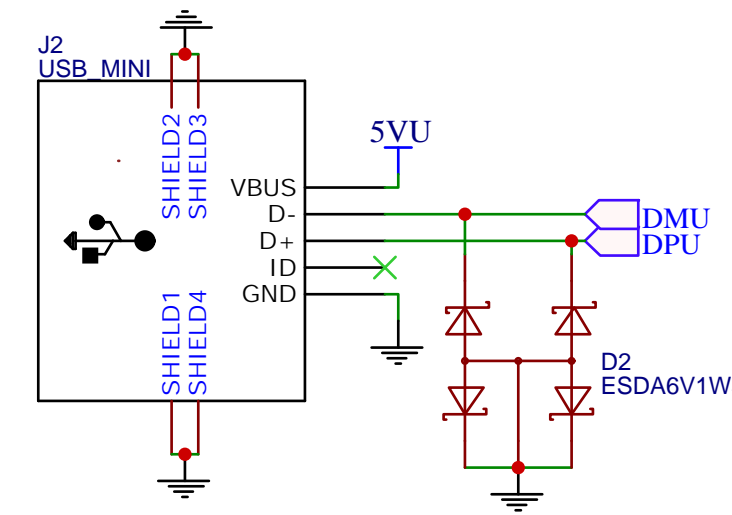 J2
USB_MINI
SHIELD2
SHIELD3
5VU
VBUS
D-
DMU
D+
DPU
ID
GND
SHIELD1
SHIELD4
D2
ESDA6V1W